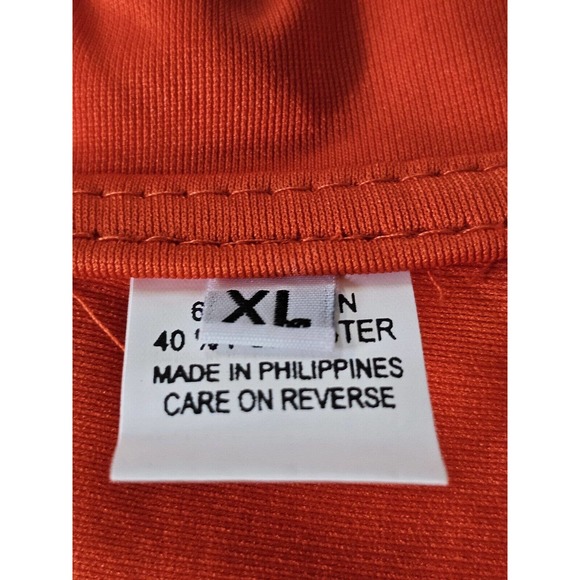 XL
40 %
MADE IN PHILIPPINES
CARE ON REVERSE